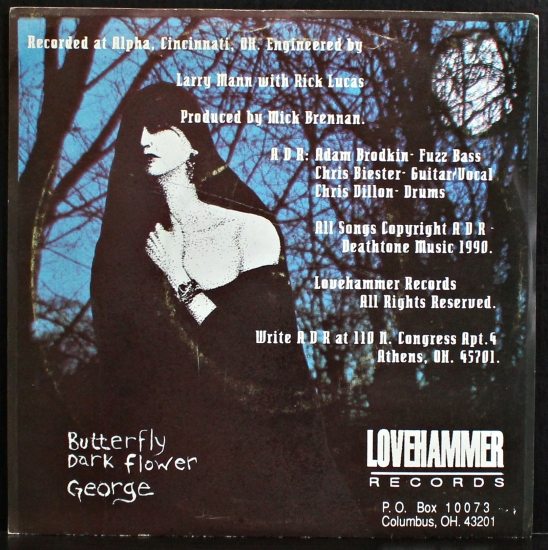 Recorded at Alpha, Cincinnati, OH. Engineered by
Larry Mann with Rick Lucas
Produced by Mick Brennan.
A D R: Adam Brodkin- Fuzz Bass
Chris Biester- Guitar/Vocal
Chris Dillon- Drums
All Songs Copyright A D R -
Deathtone Music 1990.
Lovehammer Records
All Rights Reserved.
Write A D R at 110 N. Congress Apt.4
Athens, OH. 45701.
Butterfly
Dark flower
George
LOVEHAMMER
RECORDS
P.O. Box 10073
Columbus, OH. 43201